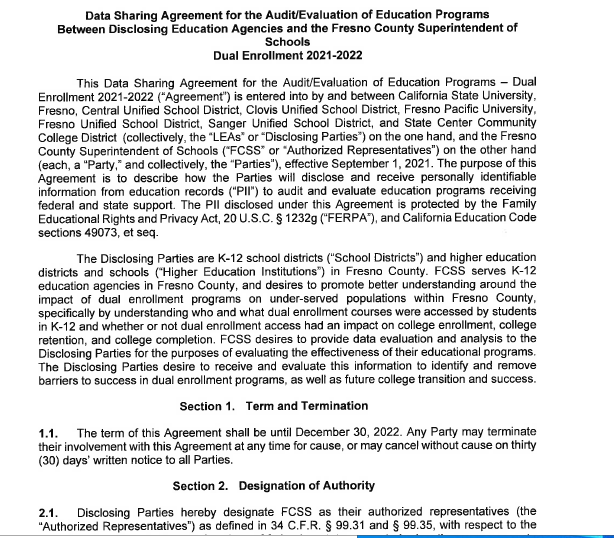 Data Sharing Agreement for the Audit/Evaluation of Education Programs
Between Disclosing Education Agencies and the Fresno County Superintendent of
Schools
Dual Enrollment 2021-2022
This Data Sharing Agreement for the Audit/Evaluation of Education Programs – Dual
Enrollment 2021-2022 ("Agreement") is entered into by and between California State University,
Fresno, Central Unified School District, Clovis Unified School District, Fresno Pacific University,
Fresno Unified School District, Sanger Unified School District, and State Center Community
College District (collectively, the "LEAs" or "Disclosing Parties") on the one hand, and the Fresno
County Superintendent of Schools ("FCSS" or "Authorized Representatives") on the other hand
(each, a "Party," and collectively, the "Parties"), effective September 1, 2021. The purpose of this
Agreement is to describe how the Parties will disclose and receive personally identifiable
information from education records ("PII") to audit and evaluate education programs receiving
federal and state support. The PII disclosed under this Agreement is protected by the Family
Educational Rights and Privacy Act, 20 U.S.C. § 1232g ("FERPA"), and California Education Code
sections 49073, et seq.
The Disclosing Parties are K-12 school districts ("School Districts") and higher education
districts and schools ("Higher Education Institutions") in Fresno County. FCSS serves K-12
education agencies in Fresno County, and desires to promote better understanding around the
impact of dual enrollment programs on under-served populations within Fresno County,
specifically by understanding who and what dual enrollment courses were accessed by students
in K-12 and whether or not dual enrollment access had an impact on college enrollment, college
retention, and college completion. FCSS desires to provide data evaluation and analysis to the
Disclosing Parties for the purposes of evaluating the effectiveness of their educational programs.
The Disclosing Parties desire to receive and evaluate this information to identify and remove
barriers to success in dual enrollment programs, as well as future college transition and success.
Section 1. Term and Termination
1.1. The term of this Agreement shall be until December 30, 2022. Any Party may terminate
their involvement with this Agreement at any time for cause, or may cancel without cause on thirty
(30) days' written notice to all Parties.
Section 2. Designation of Authority
2.1. Disclosing Parties hereby designate FCSS as their authorized representatives (the
"Authorized Representatives") as defined in 34 C.F.R. § 99.31 and § 99.35, with respect to the